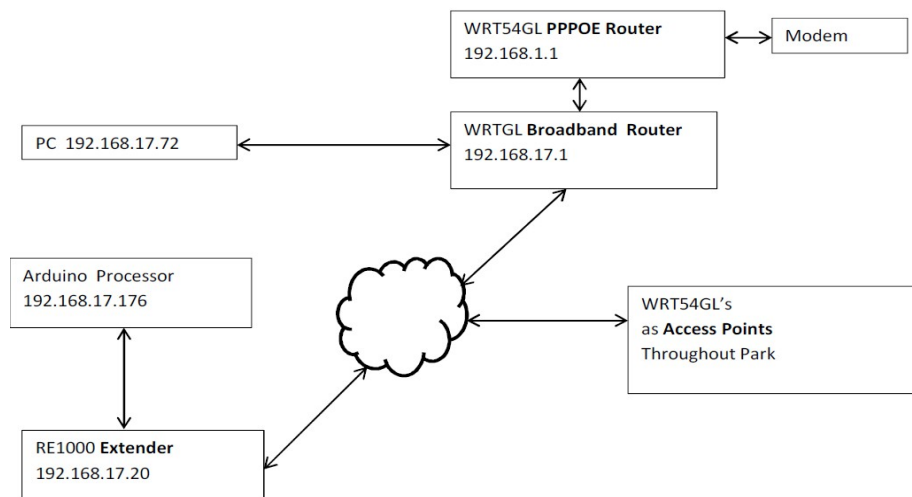 WRT54GL PPPOE Router
192.168.1.1
Modem
WRTGL Broadband Router
192.168.17.1
PC 192.168.17.72
Arduino Processor
192.168.17.176
WRT54GL's
as Access Points
Throughout Park
RE1000 Extender
192.168.17.20